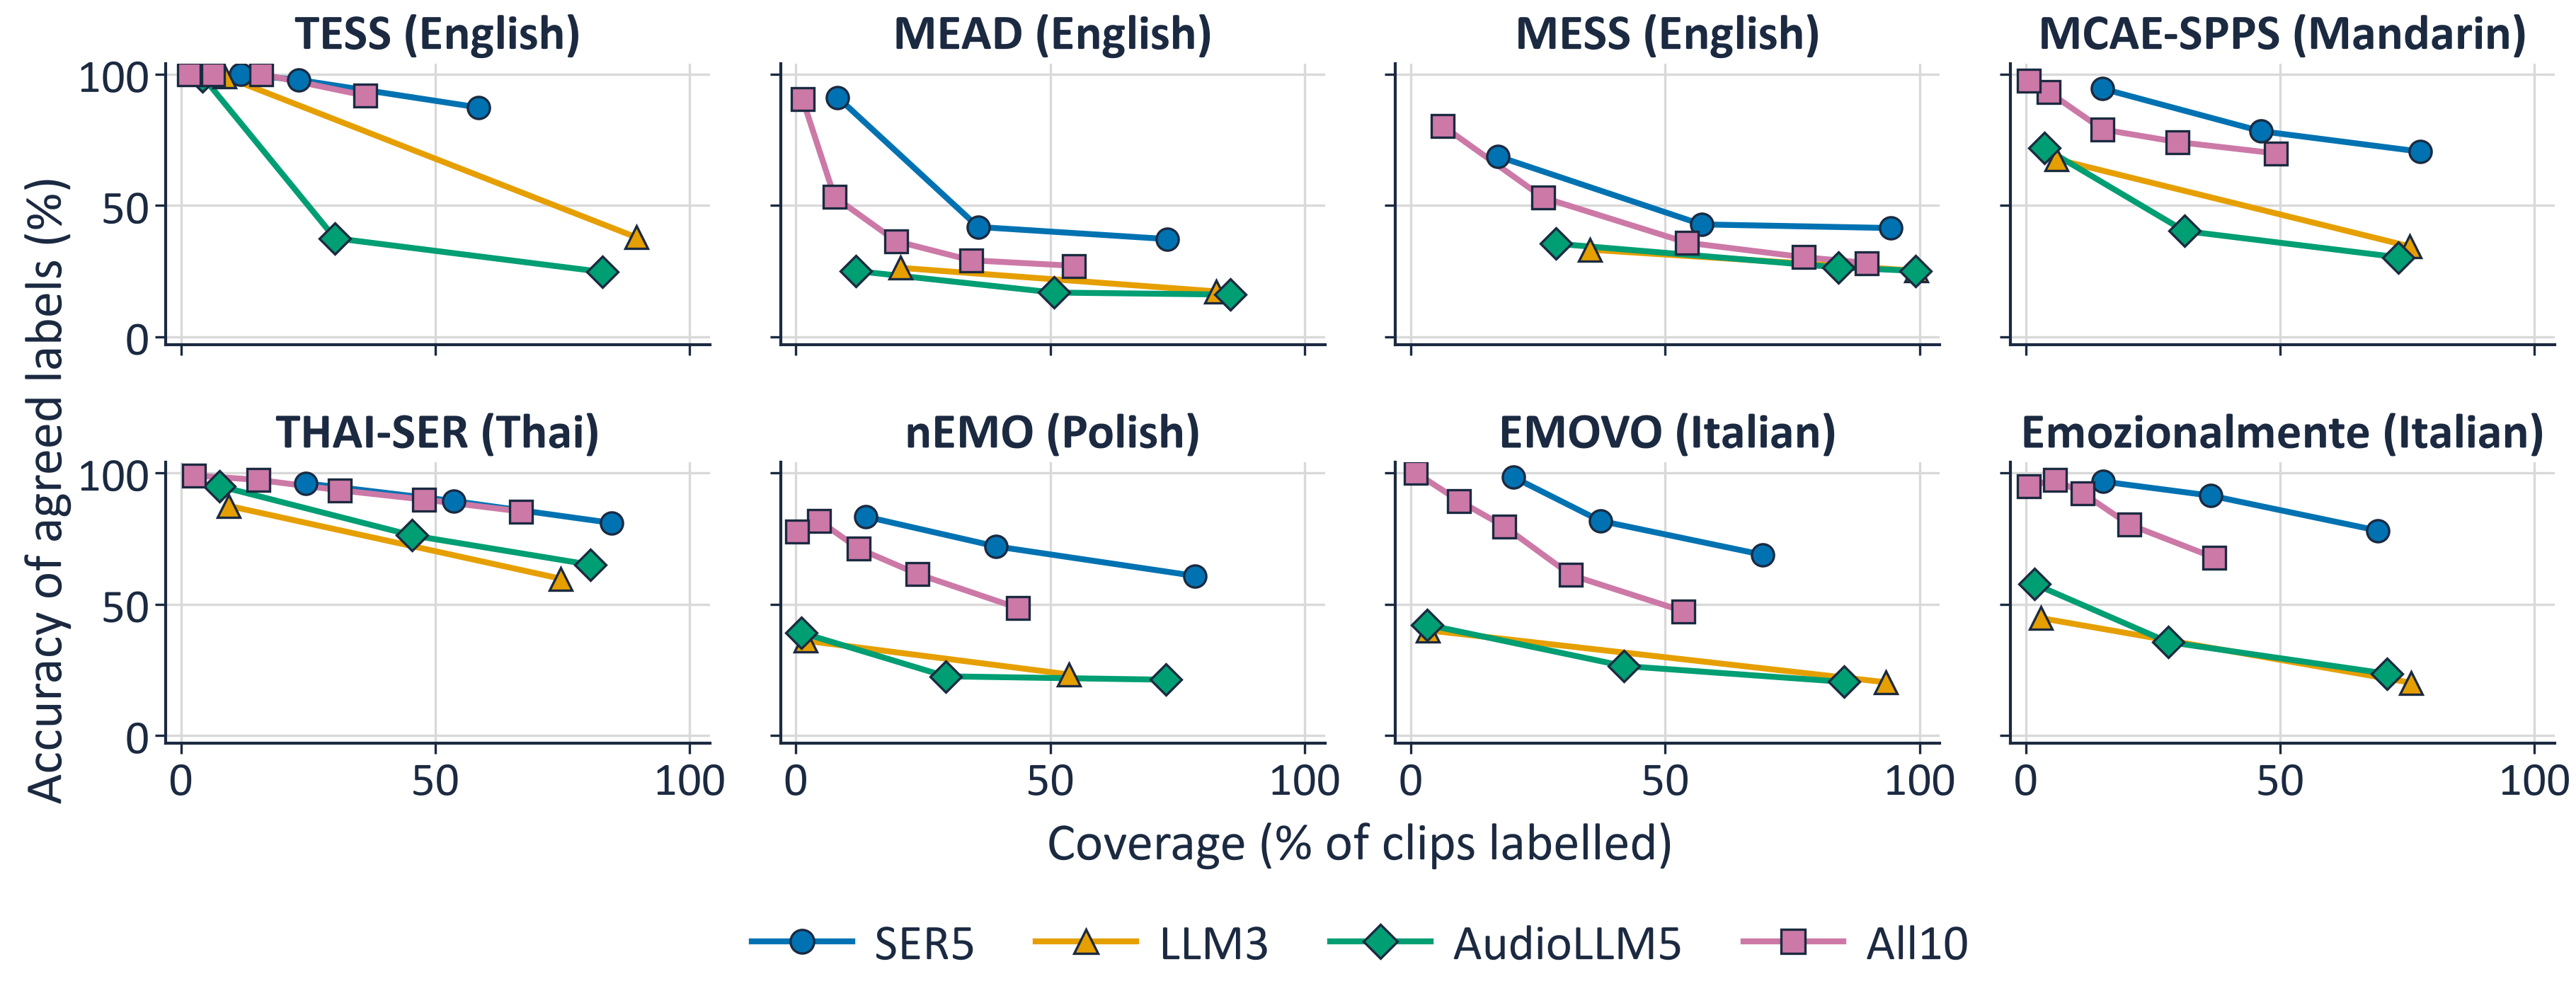 TESS (English)
MEAD (English)
MESS (English)
MCAE-SPPS (Mandarin)
100
50
0
Accuracy of agreed labels (%)
THAI-SER (Thai)
nEMO (Polish)
EMOVO (Italian)
Emozionalmente (Italian)
100
50
0
0 50 100
0 50 100
0 50 100
0 50 100
Coverage (% of clips labelled)
SER5 LLM3 AudioLLM5 All10